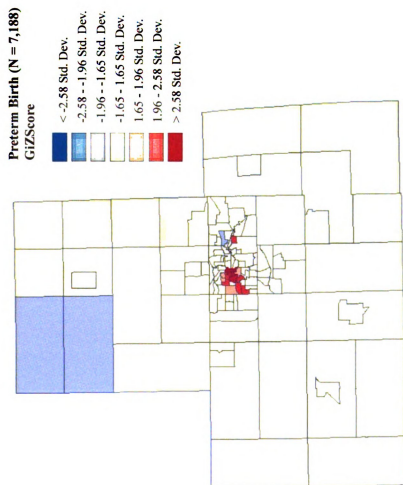 Preterm Birth (N = 7,188)
GiZScore
< -2.58 Std. Dev.
-2.58 - -1.96 Std. Dev.
-1.96 - -1.65 Std. Dev.
-1.65 - 1.65 Std. Dev.
1.65 - 1.96 Std. Dev.
1.96 - 2.58 Std. Dev.
> 2.58 Std. Dev.